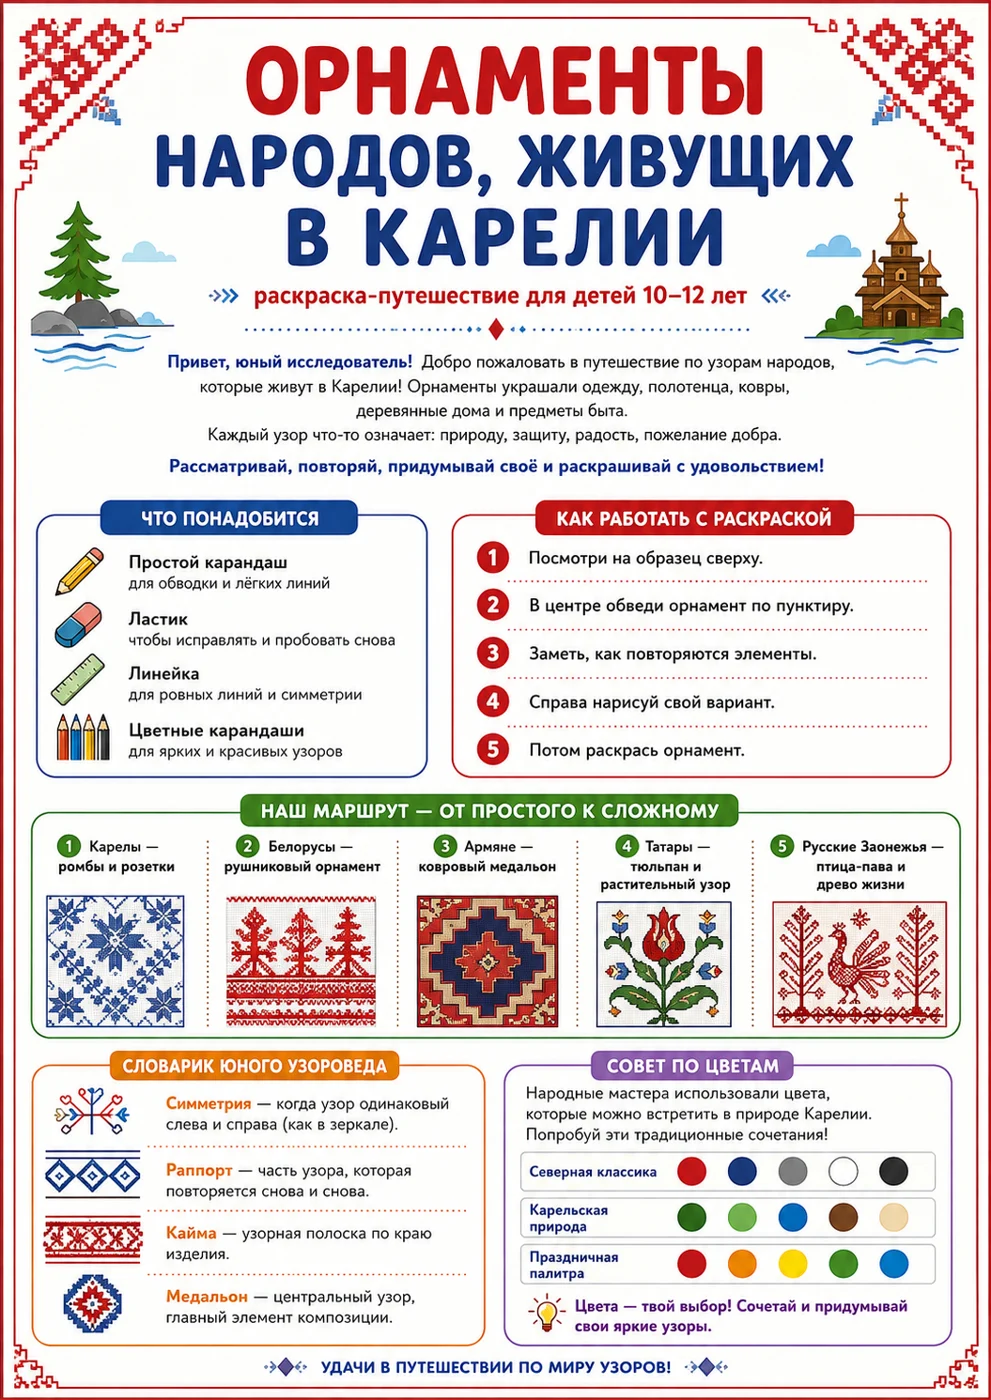 ОРНАМЕНТЫ
НАРОДОВ, ЖИВУЩИХ
В КАРЕЛИИ
раскраска-путешествие для детей 10–12 лет
Привет, юный исследователь! Добро пожаловать в путешествие по узорам народов,
которые живут в Карелии! Орнаменты украшали одежду, полотенца, ковры,
деревянные дома и предметы быта.
Каждый узор что-то означает: природу, защиту, радость, пожелание добра.
Рассматривай, повторяй, придумывай своё и раскрашивай с удовольствием!
ЧТО ПОНАДОБИТСЯ
Простой карандаш
для обводки и лёгких линий
Ластик
чтобы исправлять и пробовать снова
Линейка
для ровных линий и симметрии
Цветные карандаши
для ярких и красивых узоров
КАК РАБОТАТЬ С РАСКРАСКОЙ
1 Посмотри на образец сверху.
2 В центре обведи орнамент по пунктиру.
3 Заметь, как повторяются элементы.
4 Справа нарисуй свой вариант.
5 Потом раскрась орнамент.
НАШ МАРШРУТ — ОТ ПРОСТОГО К СЛОЖНОМУ
1 Карелы —
ромбы и розетки
2 Белорусы —
рушниковый орнамент
3 Армяне —
ковровый медальон
4 Татары —
тюльпан и
растительный узор
5 Русские Заонежья —
птица-пава и
древо жизни
СЛОВАРИК ЮНОГО УЗОРОВЕДА
Симметрия — когда узор одинаковый
слева и справа (как в зеркале).
Раппорт — часть узора, которая
повторяется снова и снова.
Кайма — узорная полоска по краю
изделия.
Медальон — центральный узор,
главный элемент композиции.
СОВЕТ ПО ЦВЕТАМ
Народные мастера использовали цвета,
которые можно встретить в природе Карелии.
Попробуй эти традиционные сочетания!
Северная классика
Карельская
природа
Праздничная
палитра
Цвета — твой выбор! Сочетай и придумывай
свои яркие узоры.
УДАЧИ В ПУТЕШЕСТВИИ ПО МИРУ УЗОРОВ!